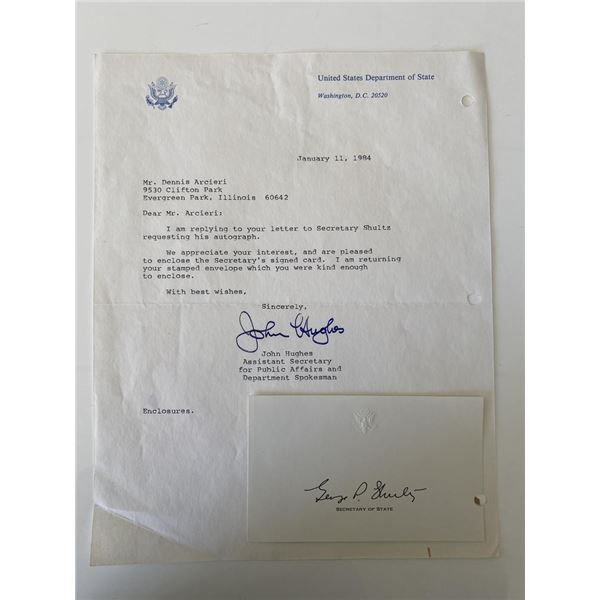 United States Department of State
Washington, D.C. 20520
January 11, 1984
Mr. Dennis Arcieri
9530 Clifton Park
Evergreen Park, Illinois 60642
Dear Mr. Arcieri:
I am replying to your letter to Secretary Shultz
requesting his autograph.
We appreciate your interest, and are pleased
to enclose the Secretary's signed card. I am returning
your stamped envelope which you were kind enough
to enclose.
With best wishes,
Sincerely,
John Hughes
John Hughes
Assistant Secretary
for Public Affairs and
Department Spokesman
Enclosures.
George P. Shultz
SECRETARY OF STATE